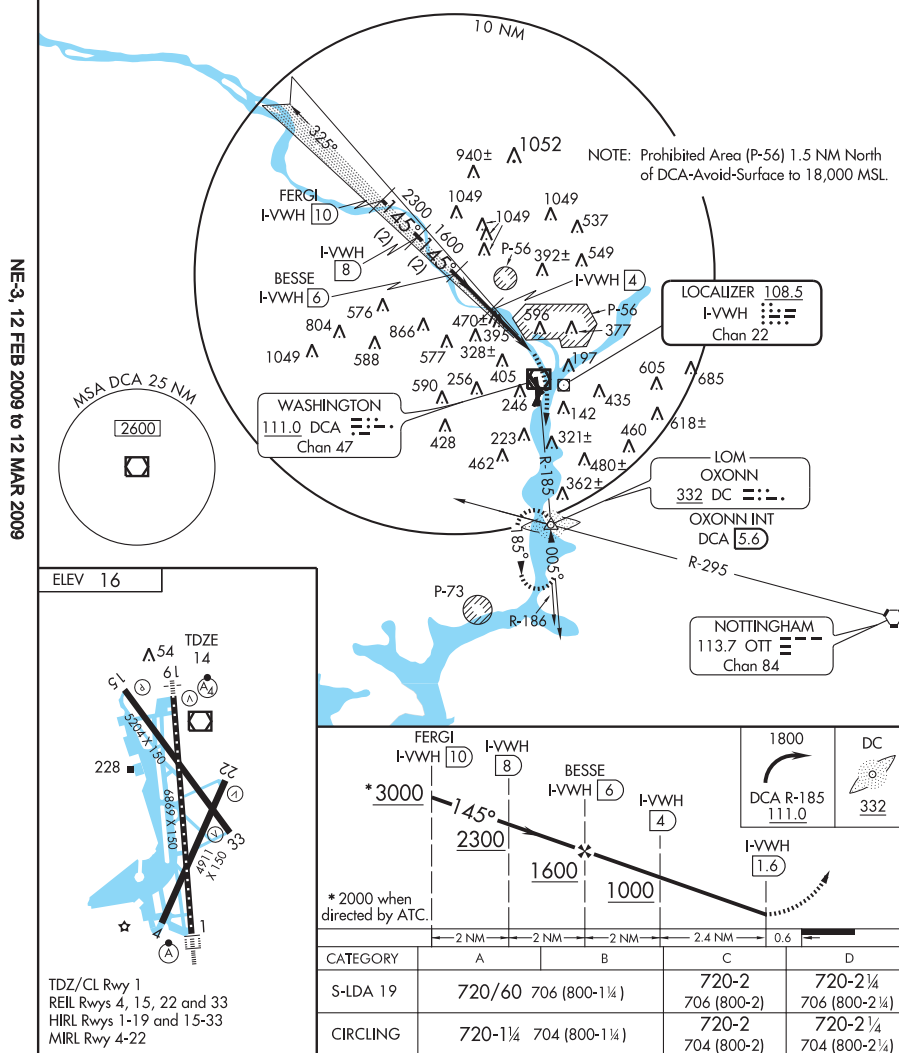 NE-3, 12 FEB 2009 to 12 MAR 2009
10 NM
NOTE: Prohibited Area (P-56) 1.5 NM North
of DCA-Avoid-Surface to 18,000 MSL.
325°
940±
1052
FERGI
I-VWH 10
2300
1600
145°
145°
(2)
(2)
1049
1049
1049
537
P-56
392±
549
I-VWH
8
BESSE
I-VWH 6
I-VWH 4
LOCALIZER 108.5
I-VWH
Chan 22
576
804
866
470±
395
596
P-56
377
1049
588
577
328±
197
605
685
590
256
405
246
435
142
618±
WASHINGTON
111.0 DCA
Chan 47
428
223
321±
460
462
480±
362±
R-185
LOM
OXONN
332 DC
OXONN INT
DCA 5.6
MSA DCA 25 NM
2600
185°
005°
R-295
P-73
R-186
NOTTINGHAM
113.7 OTT
Chan 84
ELEV 16
54
TDZE
14
15
19
P
V
A4
5204 X 150
228
6869 X 150
22
V
33
V
4911
X 150
4
1
A
TDZ/CL Rwy 1
REIL Rwys 4, 15, 22 and 33
HIRL Rwys 1-19 and 15-33
MIRL Rwy 4-22
FERGI
I-VWH 10
I-VWH
8
BESSE
I-VWH 6
I-VWH
4
I-VWH
1.6
1800
DCA R-185
111.0
DC
332
*3000
145°
2300
1600
1000
* 2000 when
directed by ATC.
2 NM
2 NM
2 NM
2.4 NM
0.6
CATEGORY A B C D
S-LDA 19 720/60 706 (800-1¼) 720-2 706 (800-2) 720-2¼ 706 (800-2¼)
CIRCLING 720-1¼ 704 (800-1¼) 720-2 704 (800-2) 720-2¼ 704 (800-2¼)